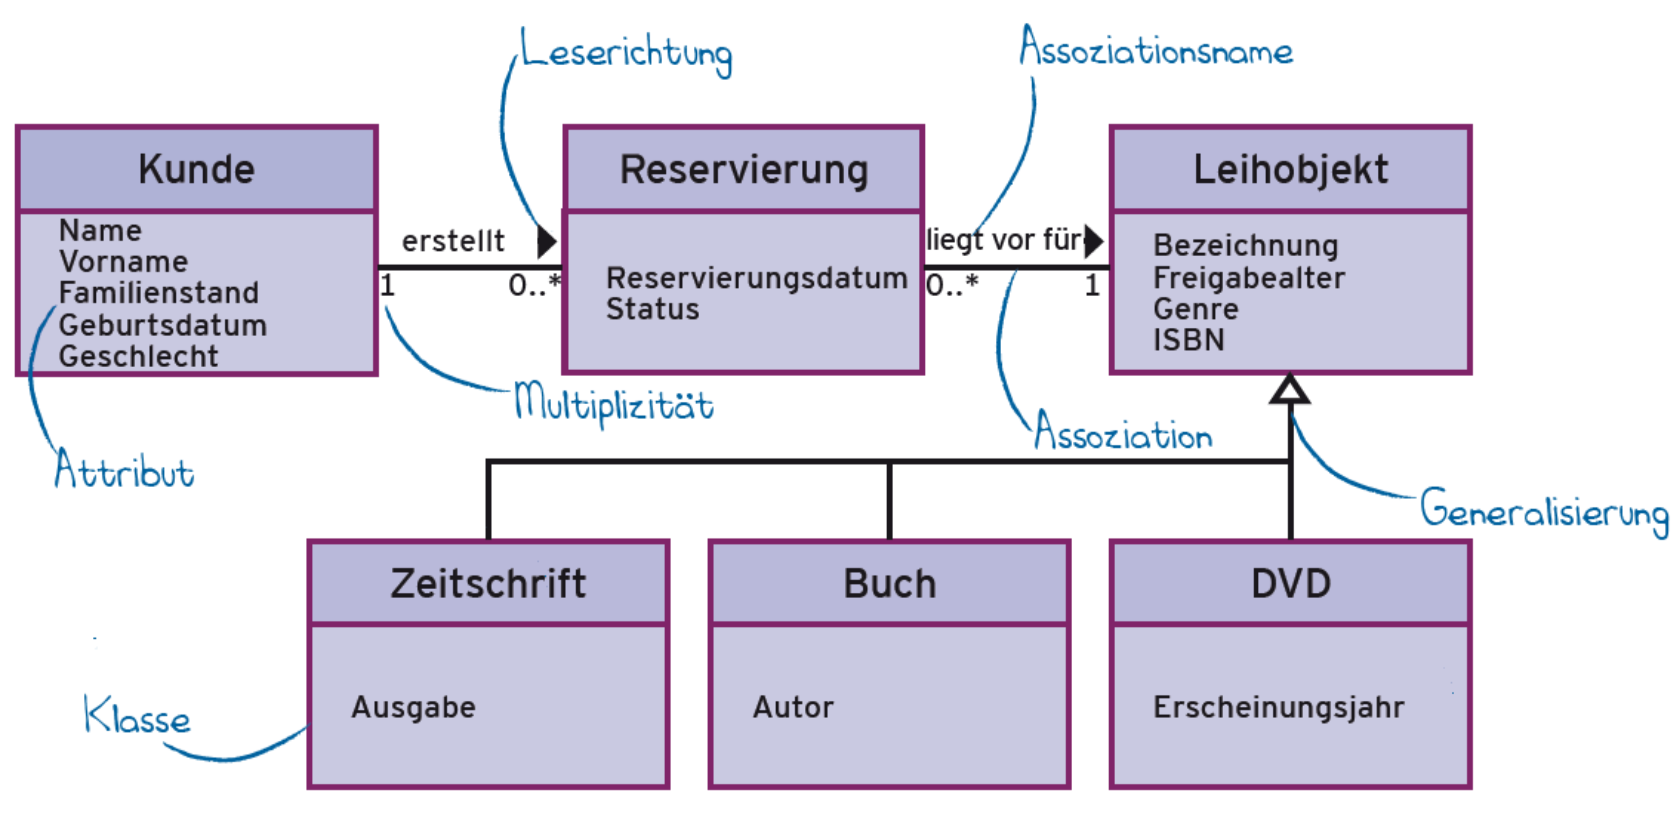 Leserichtung
Assoziationsname
Kunde
Name
Vorname
Familienstand
Geburtsdatum
Geschlecht
erstellt
1
0..*
Reservierung
Reservierungsdatum
Status
liegt vor für
0..*
1
Leihobjekt
Bezeichnung
Freigabealter
Genre
ISBN
Multiplizität
Assoziation
Attribut
Generalisierung
Zeitschrift
Ausgabe
Buch
Autor
DVD
Erscheinungsjahr
Klasse